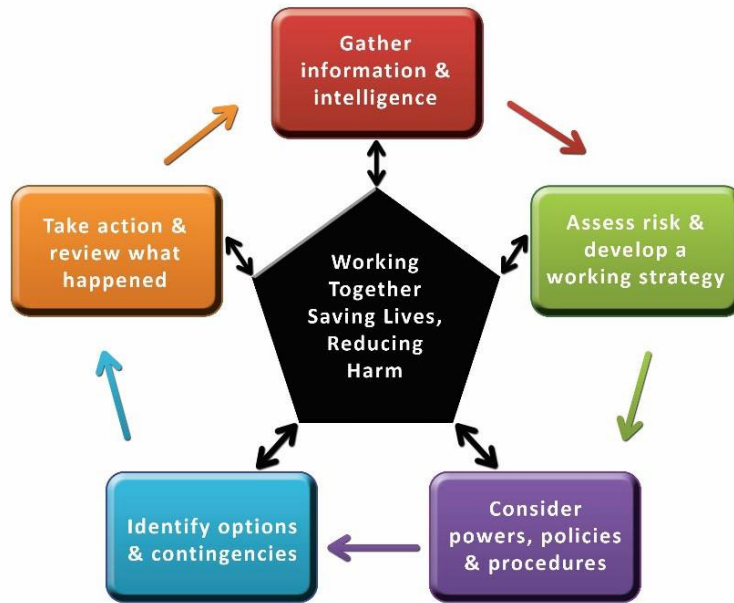 Gather
information &
intelligence
Assess risk &
develop a
working strategy
Consider
powers, policies
& procedures
Identify options
& contingencies
Take action &
review what
happened
Working
Together
Saving Lives,
Reducing
Harm